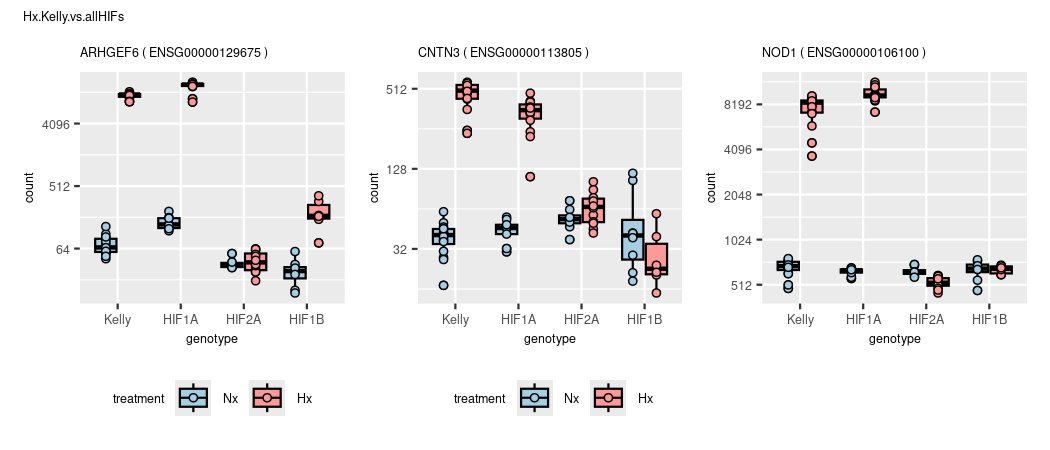 Hx.Kelly.vs.allHIFs
ARHGEF6 ( ENSG00000129675 )
CNTN3 ( ENSG00000113805 )
NOD1 ( ENSG00000106100 )
count
4096
512
64
Kelly HIF1A HIF2A HIF1B
genotype
count
512
128
32
Kelly HIF1A HIF2A HIF1B
genotype
count
8192
4096
2048
1024
512
Kelly HIF1A HIF2A HIF1B
genotype
treatment Nx Hx
treatment Nx Hx